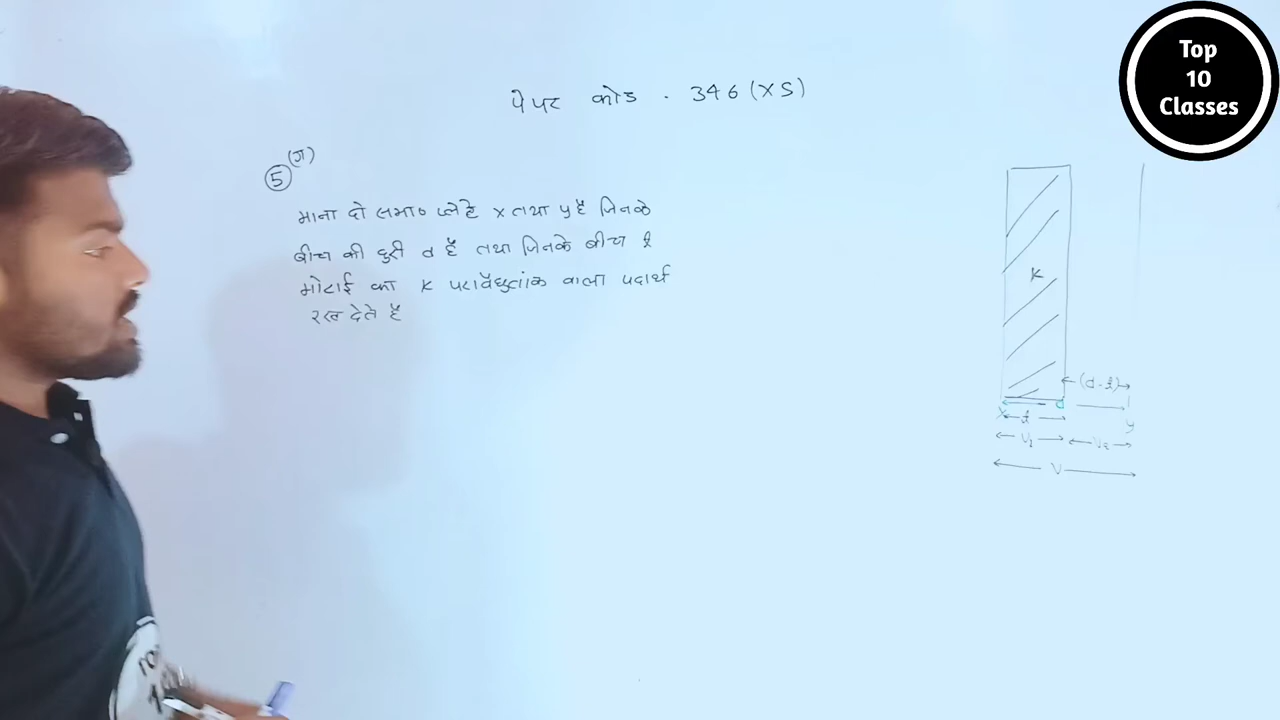 पेपर कोड - 346 (XS)
5 (ग)
माना दो समा० प्लेटे x तथा y है जिनके
बीच की दुरी d है तथा जिनके बीच t
मोटाई का K परावैद्युतांक वाला पदार्थ
रख देते है
K
(d-t)
d
x t y
V1 V2
V
Top
10
Classes